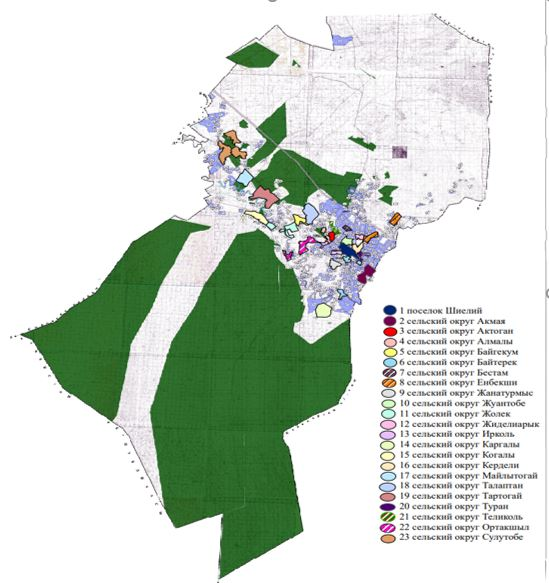 1 поселок Шиелий
2 сельский округ Акмая
3 сельский округ Актоган
4 сельский округ Алмалы
5 сельский округ Байгекум
6 сельский округ Байтерек
7 сельский округ Бестам
8 сельский округ Енбекши
9 сельский округ Жанатурмыс
10 сельский округ Жуантобе
11 сельский округ Жолек
12 сельский округ Жиделиарык
13 сельский округ Ирколь
14 сельский округ Каргалы
15 сельский округ Когалы
16 сельский округ Кердели
17 сельский округ Майлытогай
18 сельский округ Талаптан
19 сельский округ Тартогай
20 сельский округ Туран
21 сельский округ Теликоль
22 сельский округ Ортакшыл
23 сельский округ Сулутобе